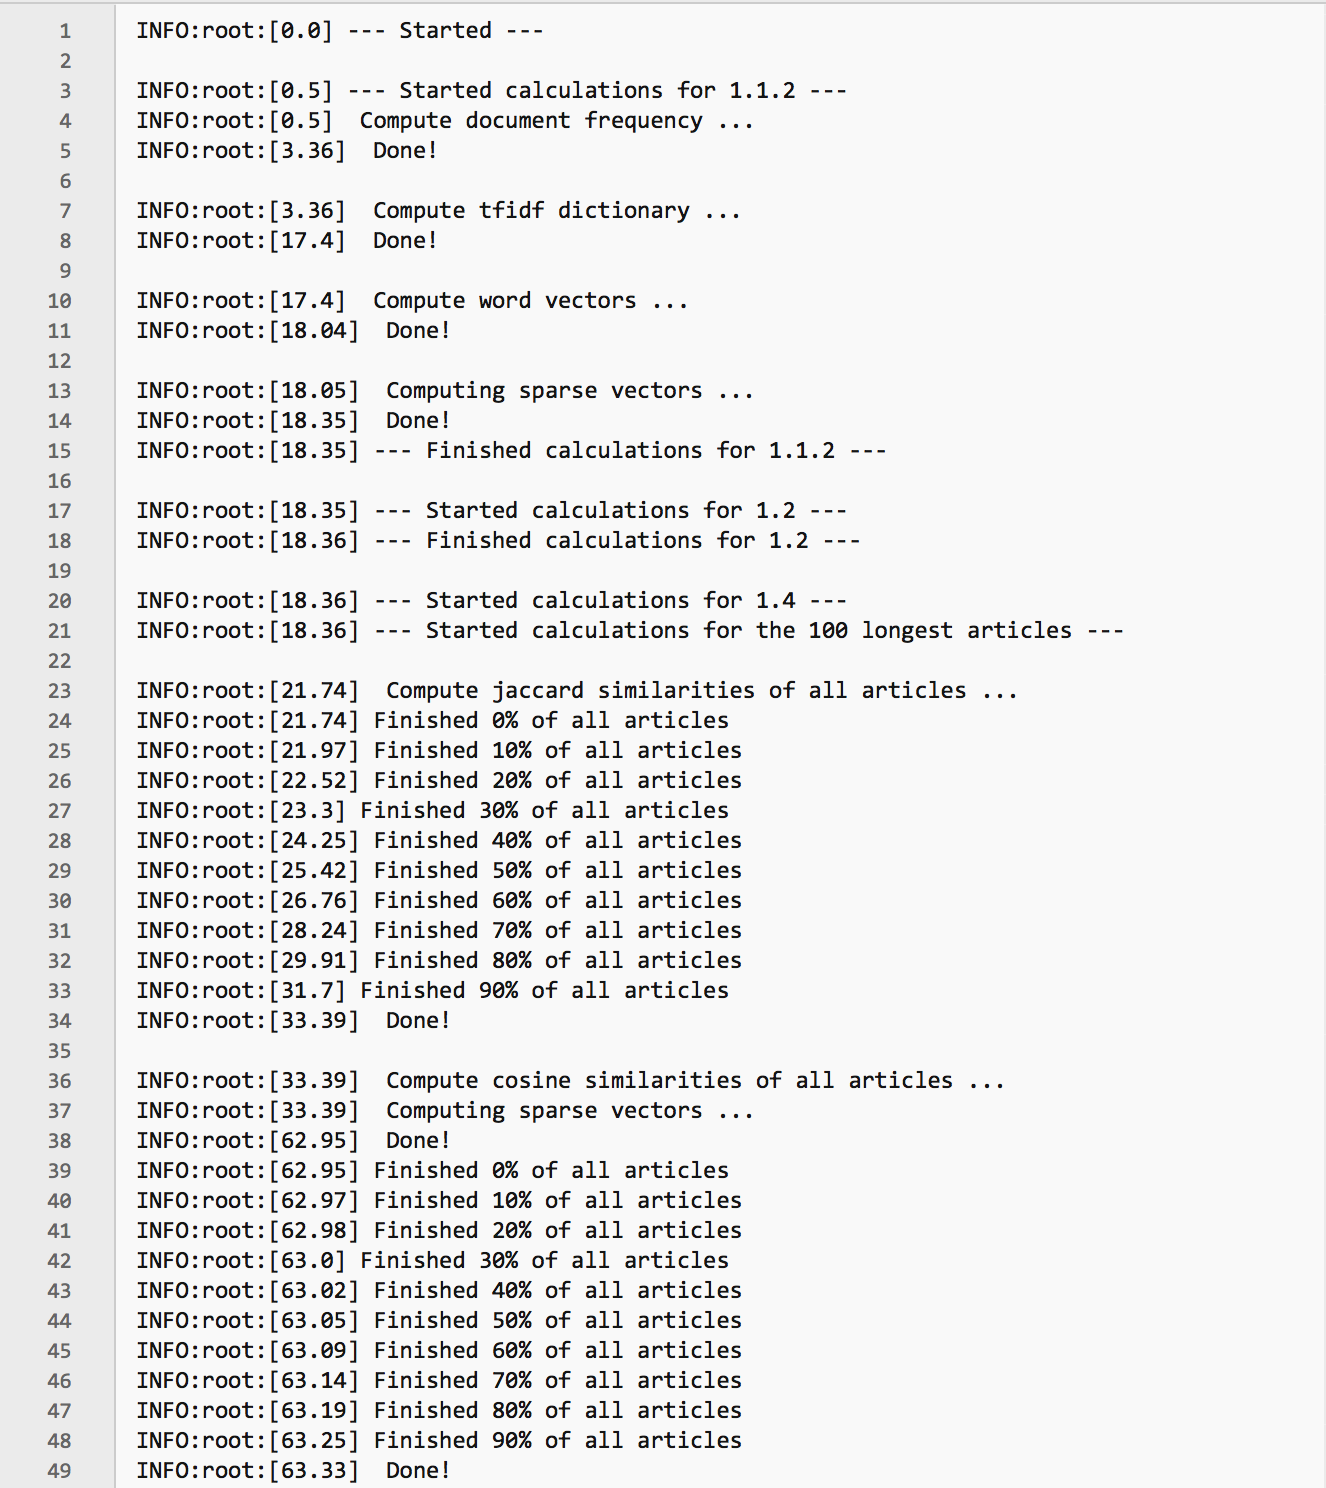 1 INFO:root:[0.0] --- Started ---
2
3 INFO:root:[0.5] --- Started calculations for 1.1.2 ---
4 INFO:root:[0.5]  Compute document frequency ...
5 INFO:root:[3.36]  Done!
6
7 INFO:root:[3.36]  Compute tfidf dictionary ...
8 INFO:root:[17.4]  Done!
9
10 INFO:root:[17.4]  Compute word vectors ...
11 INFO:root:[18.04]  Done!
12
13 INFO:root:[18.05]  Computing sparse vectors ...
14 INFO:root:[18.35]  Done!
15 INFO:root:[18.35] --- Finished calculations for 1.1.2 ---
16
17 INFO:root:[18.35] --- Started calculations for 1.2 ---
18 INFO:root:[18.36] --- Finished calculations for 1.2 ---
19
20 INFO:root:[18.36] --- Started calculations for 1.4 ---
21 INFO:root:[18.36] --- Started calculations for the 100 longest articles ---
22
23 INFO:root:[21.74]  Compute jaccard similarities of all articles ...
24 INFO:root:[21.74] Finished 0% of all articles
25 INFO:root:[21.97] Finished 10% of all articles
26 INFO:root:[22.52] Finished 20% of all articles
27 INFO:root:[23.3] Finished 30% of all articles
28 INFO:root:[24.25] Finished 40% of all articles
29 INFO:root:[25.42] Finished 50% of all articles
30 INFO:root:[26.76] Finished 60% of all articles
31 INFO:root:[28.24] Finished 70% of all articles
32 INFO:root:[29.91] Finished 80% of all articles
33 INFO:root:[31.7] Finished 90% of all articles
34 INFO:root:[33.39]  Done!
35
36 INFO:root:[33.39]  Compute cosine similarities of all articles ...
37 INFO:root:[33.39]  Computing sparse vectors ...
38 INFO:root:[62.95]  Done!
39 INFO:root:[62.95] Finished 0% of all articles
40 INFO:root:[62.97] Finished 10% of all articles
41 INFO:root:[62.98] Finished 20% of all articles
42 INFO:root:[63.0] Finished 30% of all articles
43 INFO:root:[63.02] Finished 40% of all articles
44 INFO:root:[63.05] Finished 50% of all articles
45 INFO:root:[63.09] Finished 60% of all articles
46 INFO:root:[63.14] Finished 70% of all articles
47 INFO:root:[63.19] Finished 80% of all articles
48 INFO:root:[63.25] Finished 90% of all articles
49 INFO:root:[63.33]  Done!